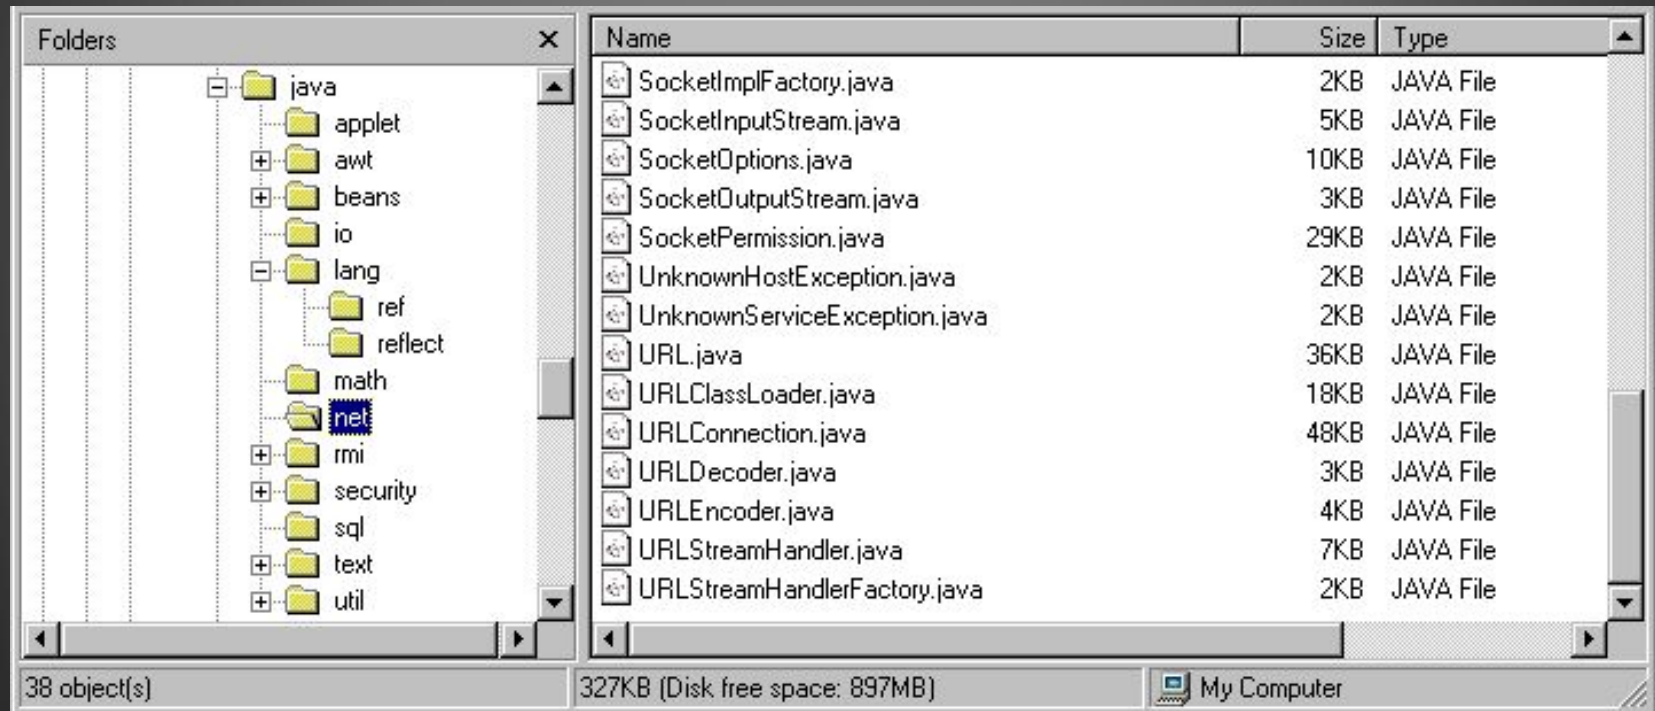 Folders
java
applet
awt
beans
io
lang
ref
reflect
math
net
rmi
security
sql
text
util
Name Size Type
SocketImplFactory.java 2KB JAVA File
SocketInputStream.java 5KB JAVA File
SocketOptions.java 10KB JAVA File
SocketOutputStream.java 3KB JAVA File
SocketPermission.java 29KB JAVA File
UnknownHostException.java 2KB JAVA File
UnknownServiceException.java 2KB JAVA File
URL.java 36KB JAVA File
URLClassLoader.java 18KB JAVA File
URLConnection.java 48KB JAVA File
URLDecoder.java 3KB JAVA File
URLEncoder.java 4KB JAVA File
URLStreamHandler.java 7KB JAVA File
URLStreamHandlerFactory.java 2KB JAVA File
38 object(s) 327KB (Disk free space: 897MB) My Computer